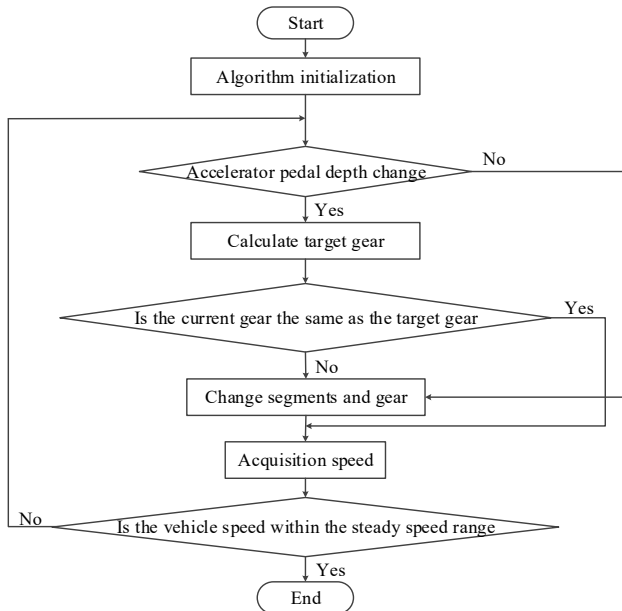 Start
Algorithm initialization
Accelerator pedal depth change
No
Yes
Calculate target gear
Is the current gear the same as the target gear
Yes
No
Change segments and gear
Acquisition speed
No
Is the vehicle speed within the steady speed range
Yes
End